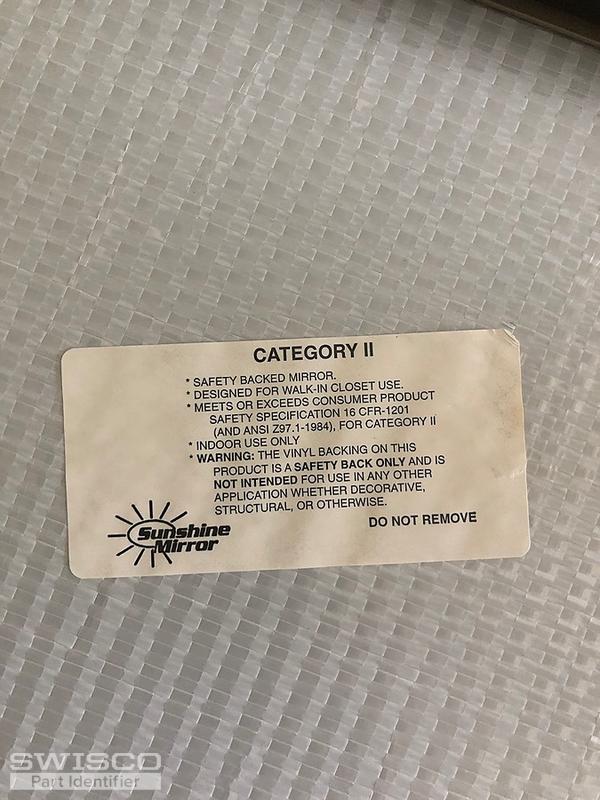 CATEGORY II
* SAFETY BACKED MIRROR.
* DESIGNED FOR WALK-IN CLOSET USE.
* MEETS OR EXCEEDS CONSUMER PRODUCT
SAFETY SPECIFICATION 16 CFR-1201
(AND ANSI Z97.1-1984), FOR CATEGORY II
* INDOOR USE ONLY
* WARNING: THE VINYL BACKING ON THIS
PRODUCT IS A SAFETY BACK ONLY AND IS
NOT INTENDED FOR USE IN ANY OTHER
APPLICATION WHETHER DECORATIVE,
STRUCTURAL, OR OTHERWISE.
DO NOT REMOVE
Sunshine
Mirror
SWISCO
Part Identifier